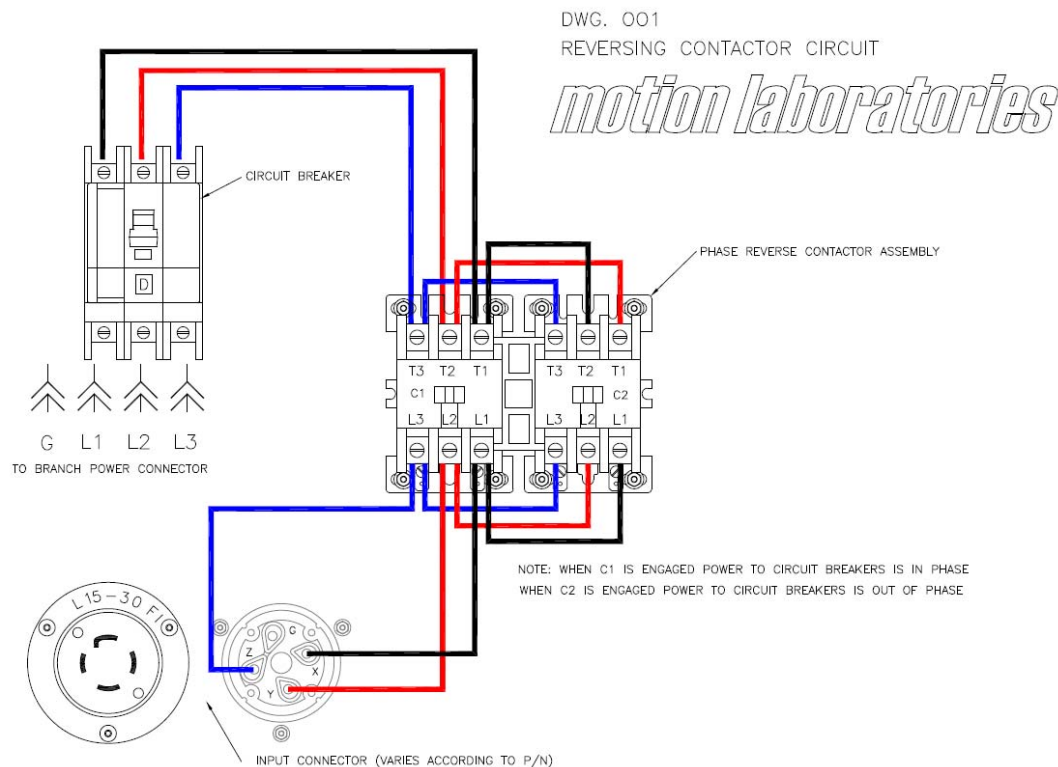 DWG. 001
REVERSING CONTACTOR CIRCUIT
motion laboratories
CIRCUIT BREAKER
PHASE REVERSE CONTACTOR ASSEMBLY
D
T3 T2 T1 T3 T2 T1
C1 C2
L3 L2 L1 L3 L2 L1
G L1 L2 L3
TO BRANCH POWER CONNECTOR
NOTE: WHEN C1 IS ENGAGED POWER TO CIRCUIT BREAKERS IS IN PHASE
WHEN C2 IS ENGAGED POWER TO CIRCUIT BREAKERS IS OUT OF PHASE
L15-30 FI
G
Z
X
Y
INPUT CONNECTOR (VARIES ACCORDING TO P/N)